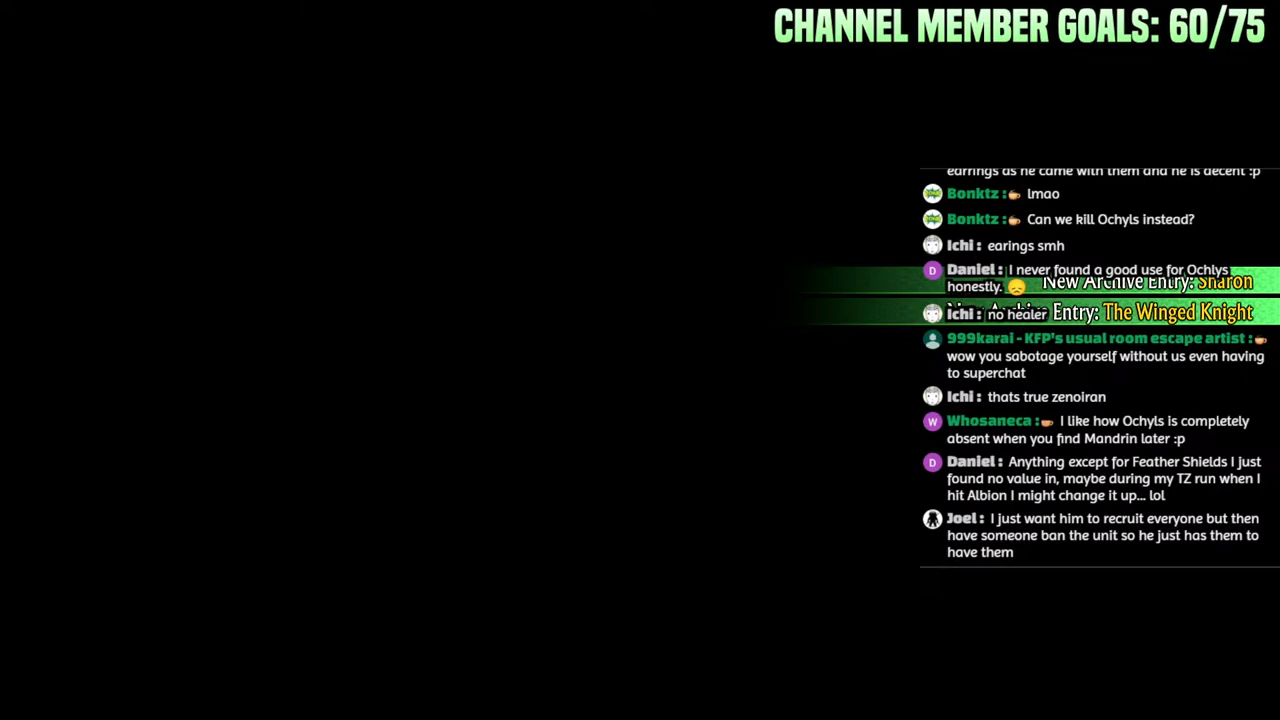 CHANNEL MEMBER GOALS: 60/75
earrings as he came with them and he is decent :p
Bonktz : lmao
Bonktz : Can we kill Ochyls instead?
Ichi : earings smh
Daniel : I never found a good use for Ochlys
honestly.
New Archive Entry: Sharon
Ichi : no healer
Entry: The Winged Knight
999karai - KFP's usual room escape artist :
wow you sabotage yourself without us even having
to superchat
Ichi : thats true zenoiran
Whosaneca : I like how Ochyls is completely
absent when you find Mandrin later :p
Daniel : Anything except for Feather Shields I just
found no value in, maybe during my TZ run when I
hit Albion I might change it up... lol
Joel : I just want him to recruit everyone but then
have someone ban the unit so he just has them to
have them